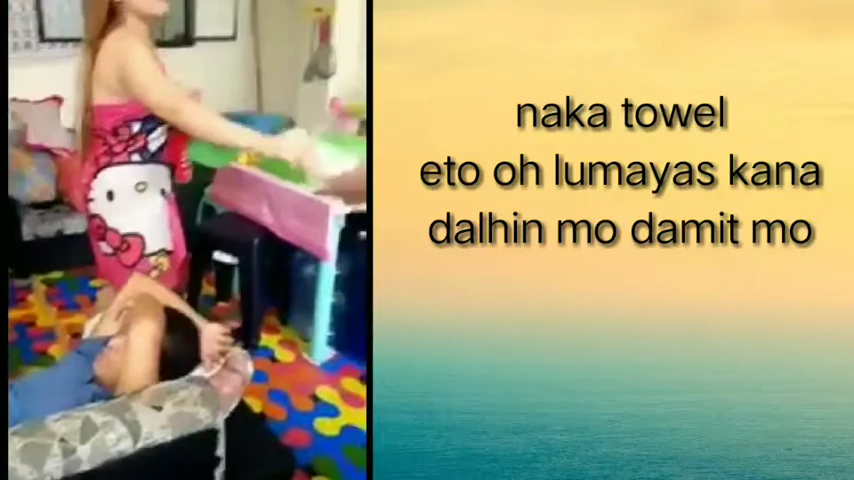 naka towel
eto oh lumayas kana
dalhin mo damit mo